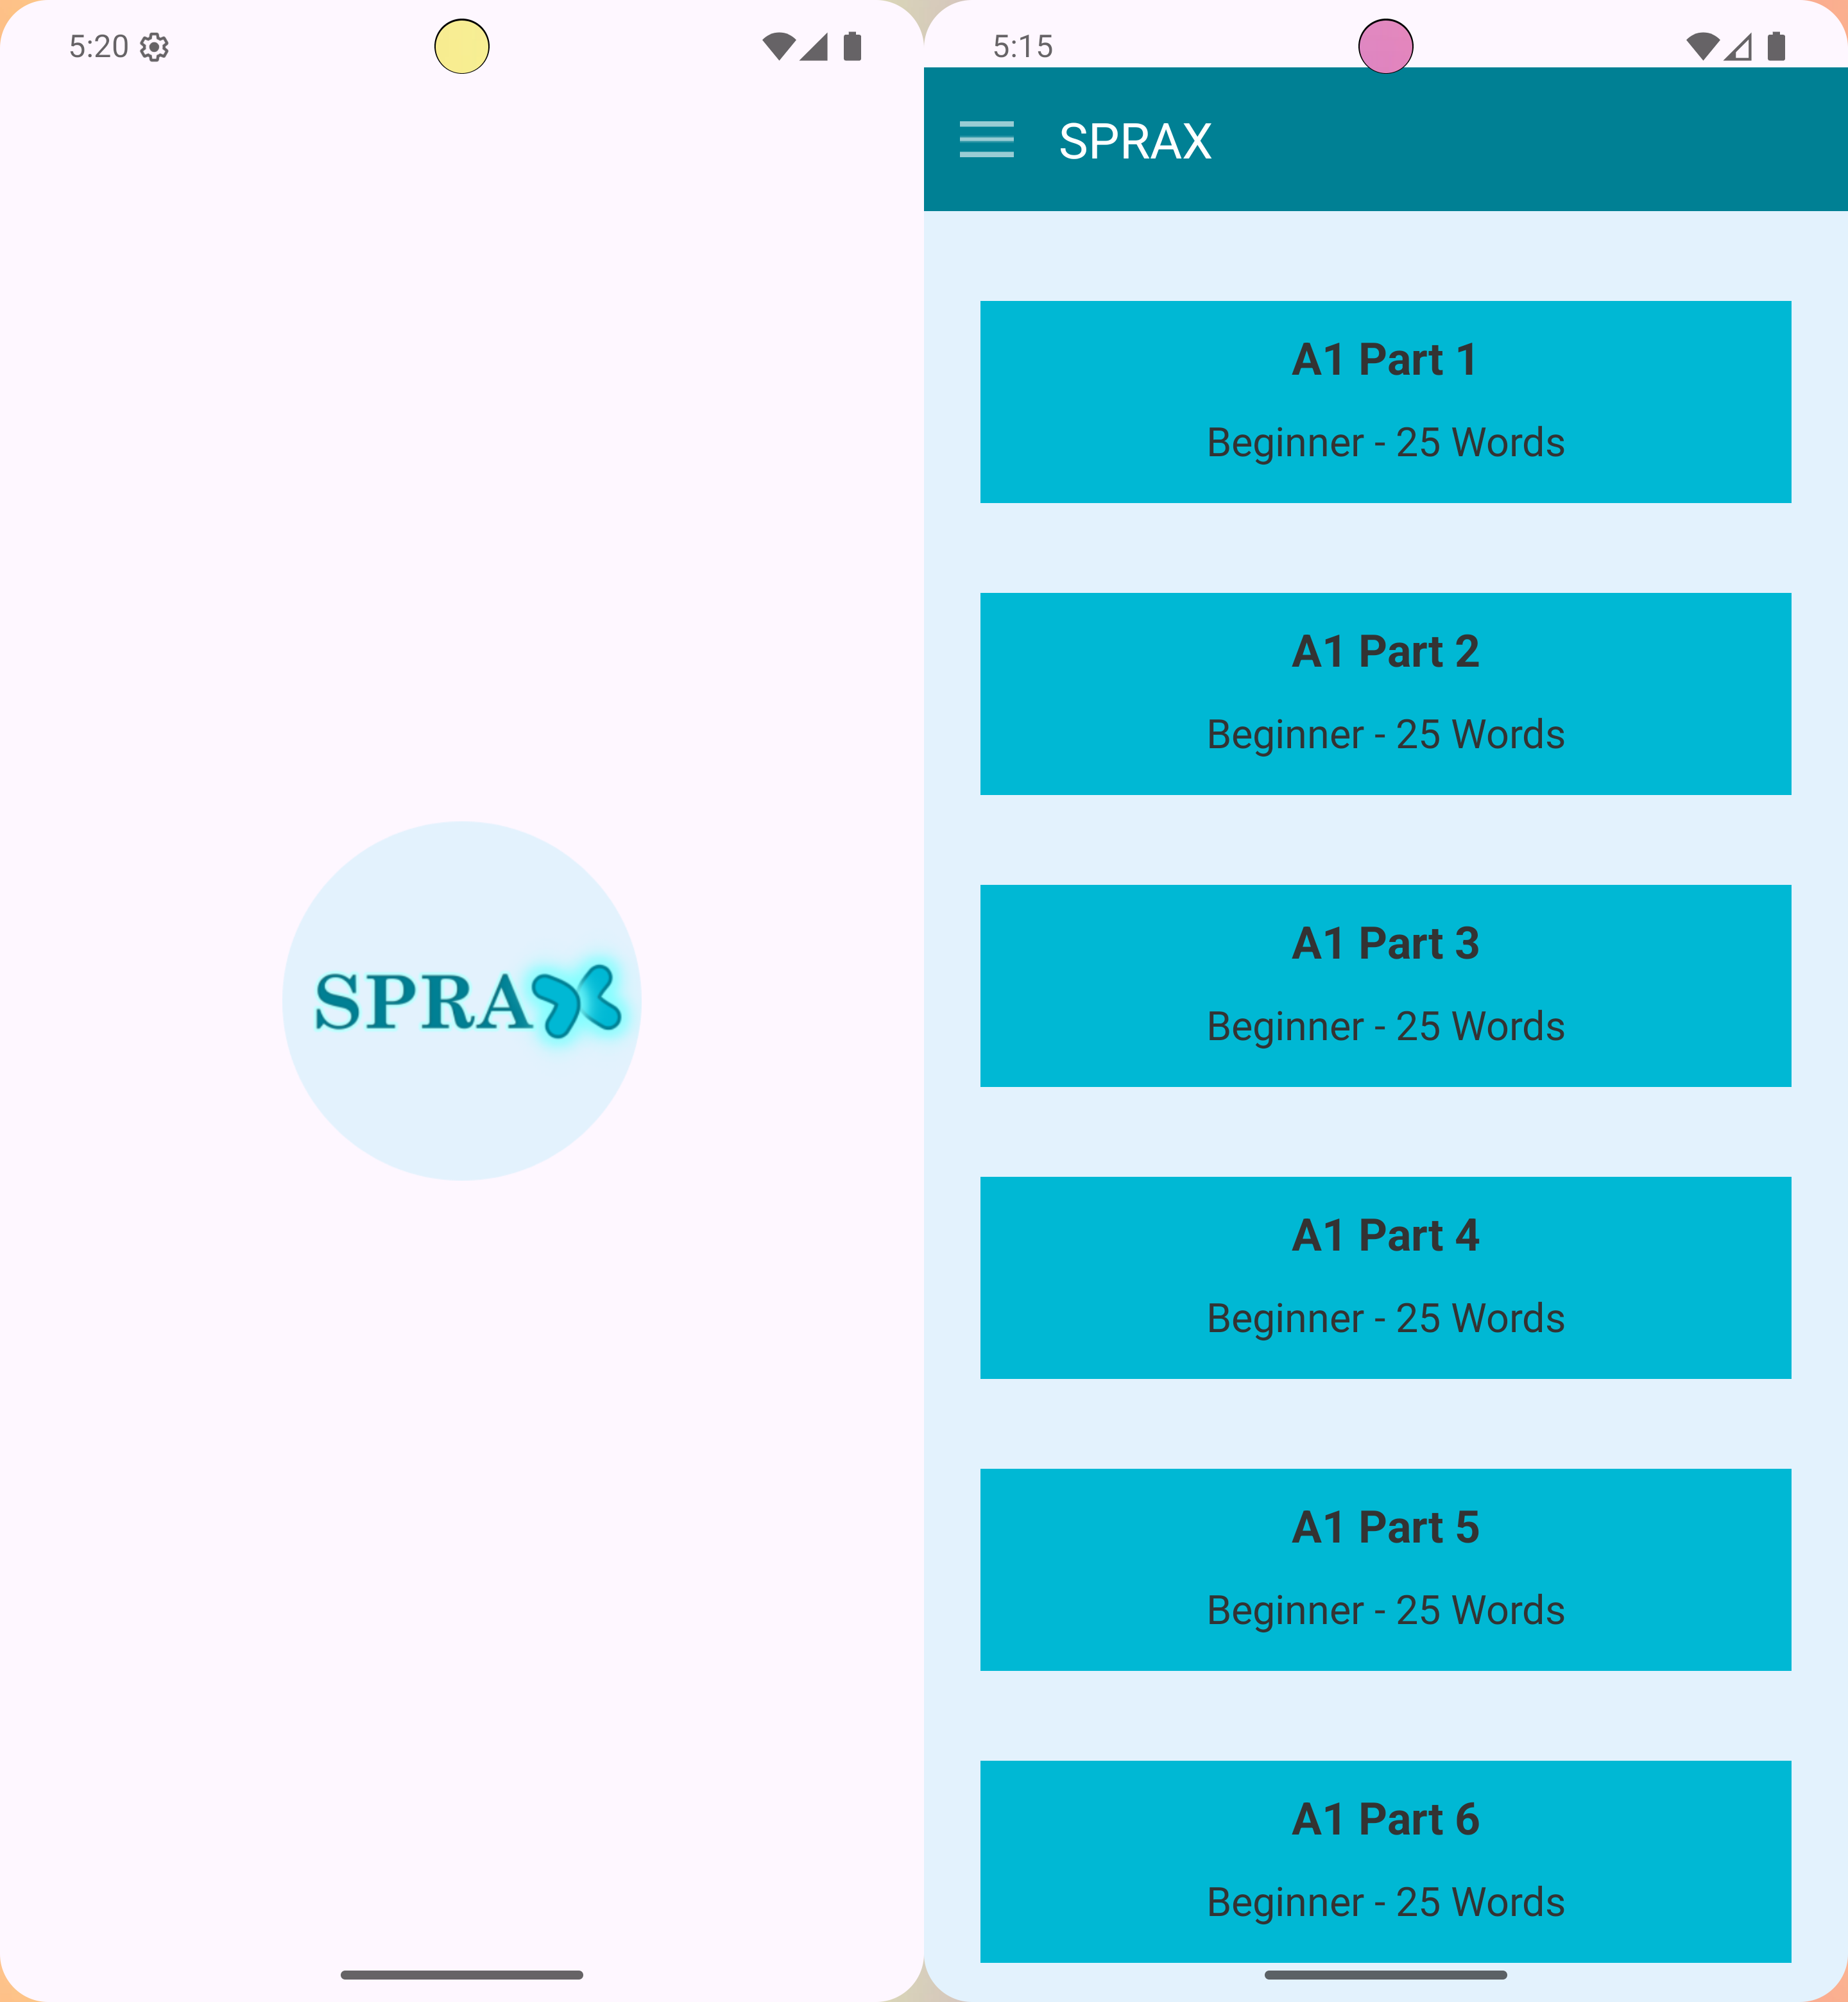 5:20
SPRAX
5:15
SPRAX
A1 Part 1
Beginner - 25 Words
A1 Part 2
Beginner - 25 Words
A1 Part 3
Beginner - 25 Words
A1 Part 4
Beginner - 25 Words
A1 Part 5
Beginner - 25 Words
A1 Part 6
Beginner - 25 Words